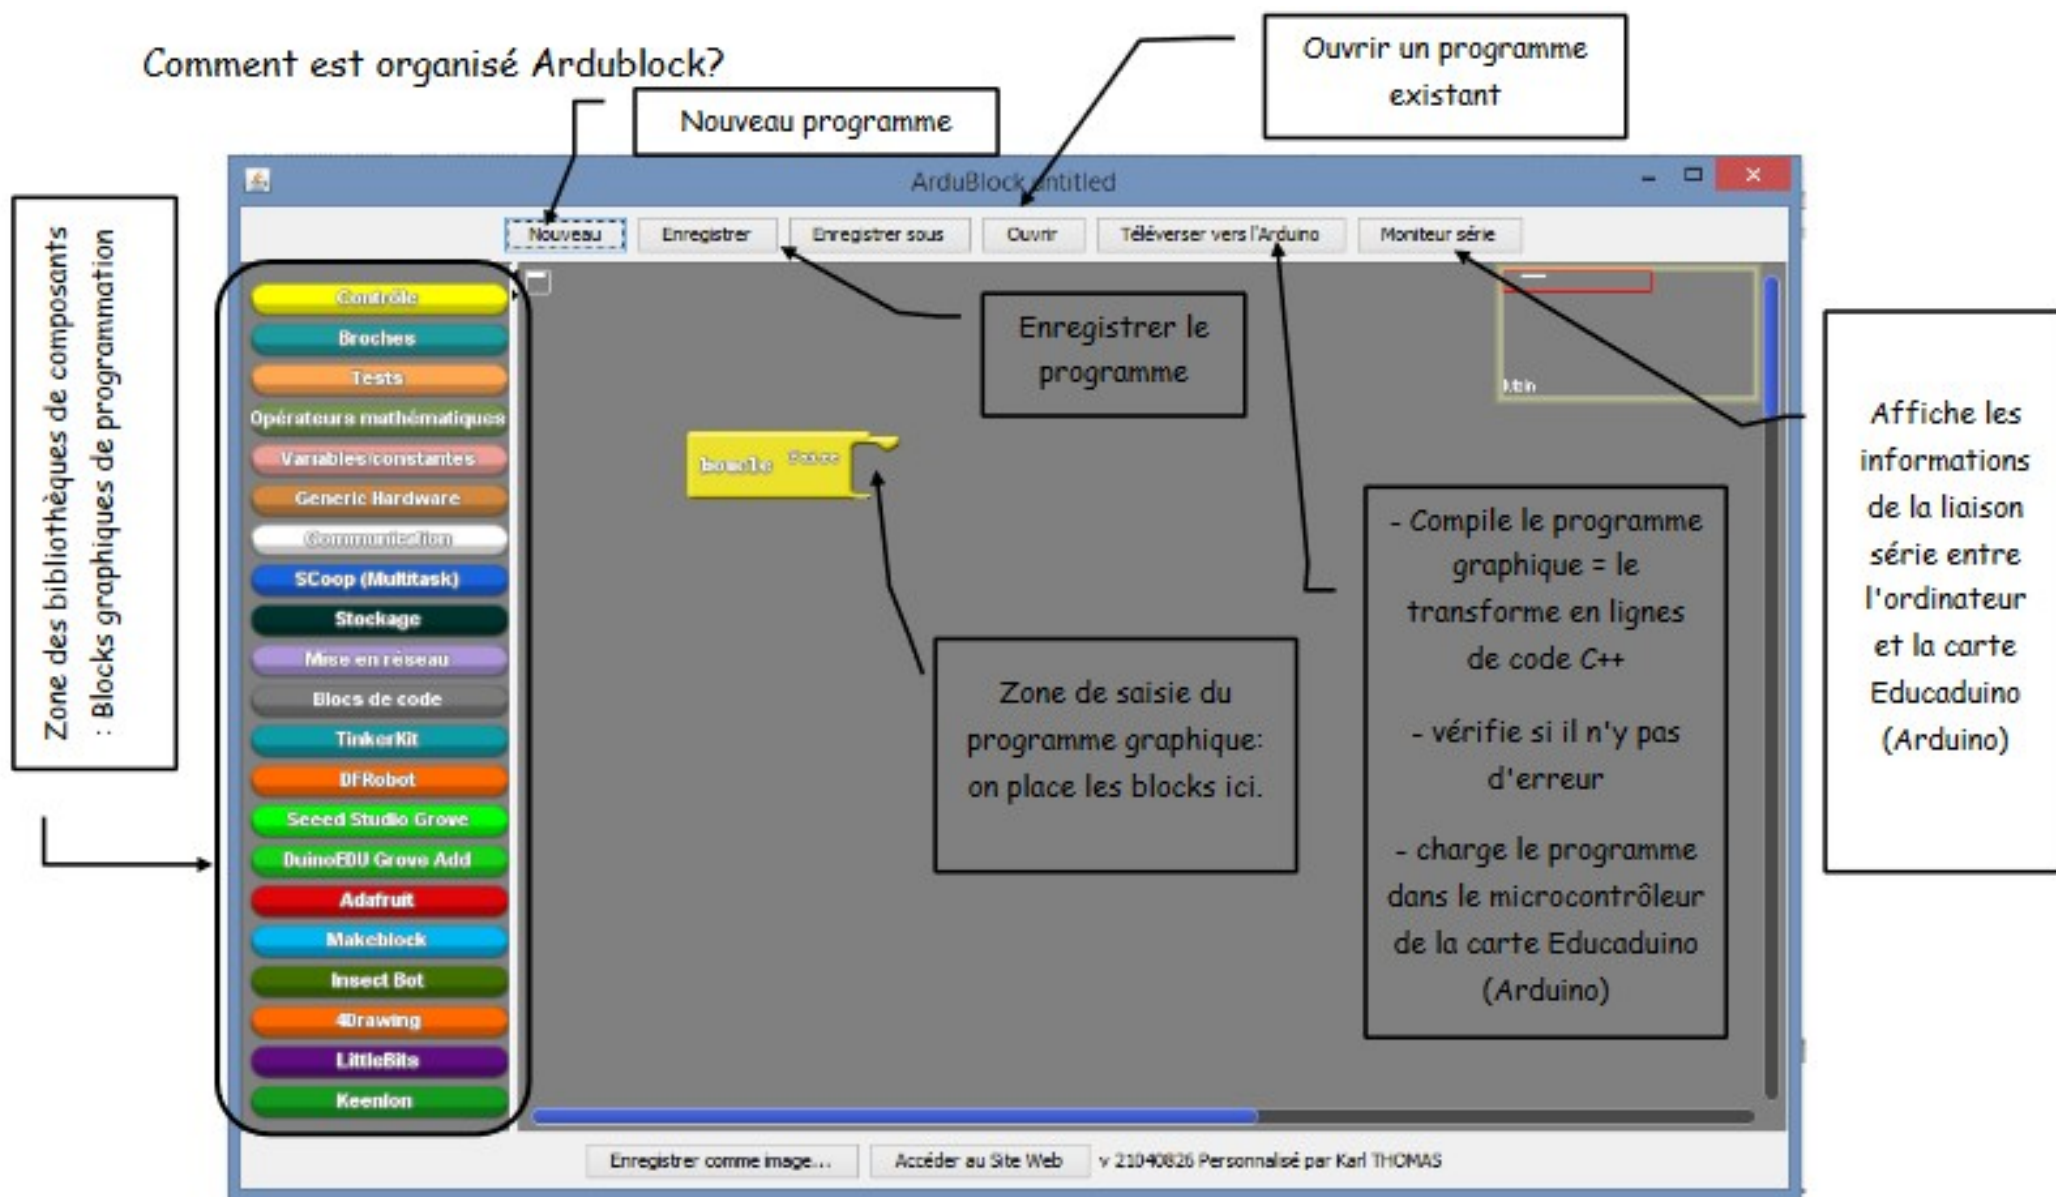 Comment est organisé Ardublock?
Nouveau programme
Ouvrir un programme
existant
ArduBlock untitled
Nouveau
Enregistrer
Enregistrer sous
Ouvrir
Téléverser vers l'Arduino
Moniteur série
Zone des bibliothèques de composants
: Blocks graphiques de programmation
Contrôle
Broches
Tests
Opérateurs mathématiques
Variables/constantes
Generic Hardware
Communication
SCoop (Multitask)
Stockage
Mise en réseau
Blocs de code
TinkerKit
DFRobot
Seeed Studio Grove
DuinoEDU Grove Add
Adafruit
Makeblock
Insect Bot
4Drawing
LittleBits
Keenlon
Enregistrer le
programme
boucle Faire
Zone de saisie du
programme graphique:
on place les blocks ici.
Main
- Compile le programme
graphique = le
transforme en lignes
de code C++
- vérifie si il n'y pas
d'erreur
- charge le programme
dans le microcontrôleur
de la carte Educaduino
(Arduino)
Affiche les
informations
de la liaison
série entre
l'ordinateur
et la carte
Educaduino
(Arduino)
Enregistrer comme image...
Accéder au Site Web
v 21040826 Personnalisé par Karl THOMAS